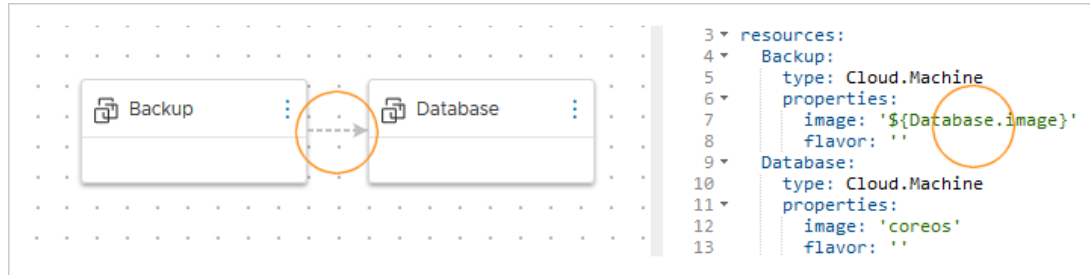 Backup
Database
3 resources:
4 Backup:
5 type: Cloud.Machine
6 properties:
7 image: '${Database.image}'
8 flavor: ''
9 Database:
10 type: Cloud.Machine
11 properties:
12 image: 'coreos'
13 flavor: ''